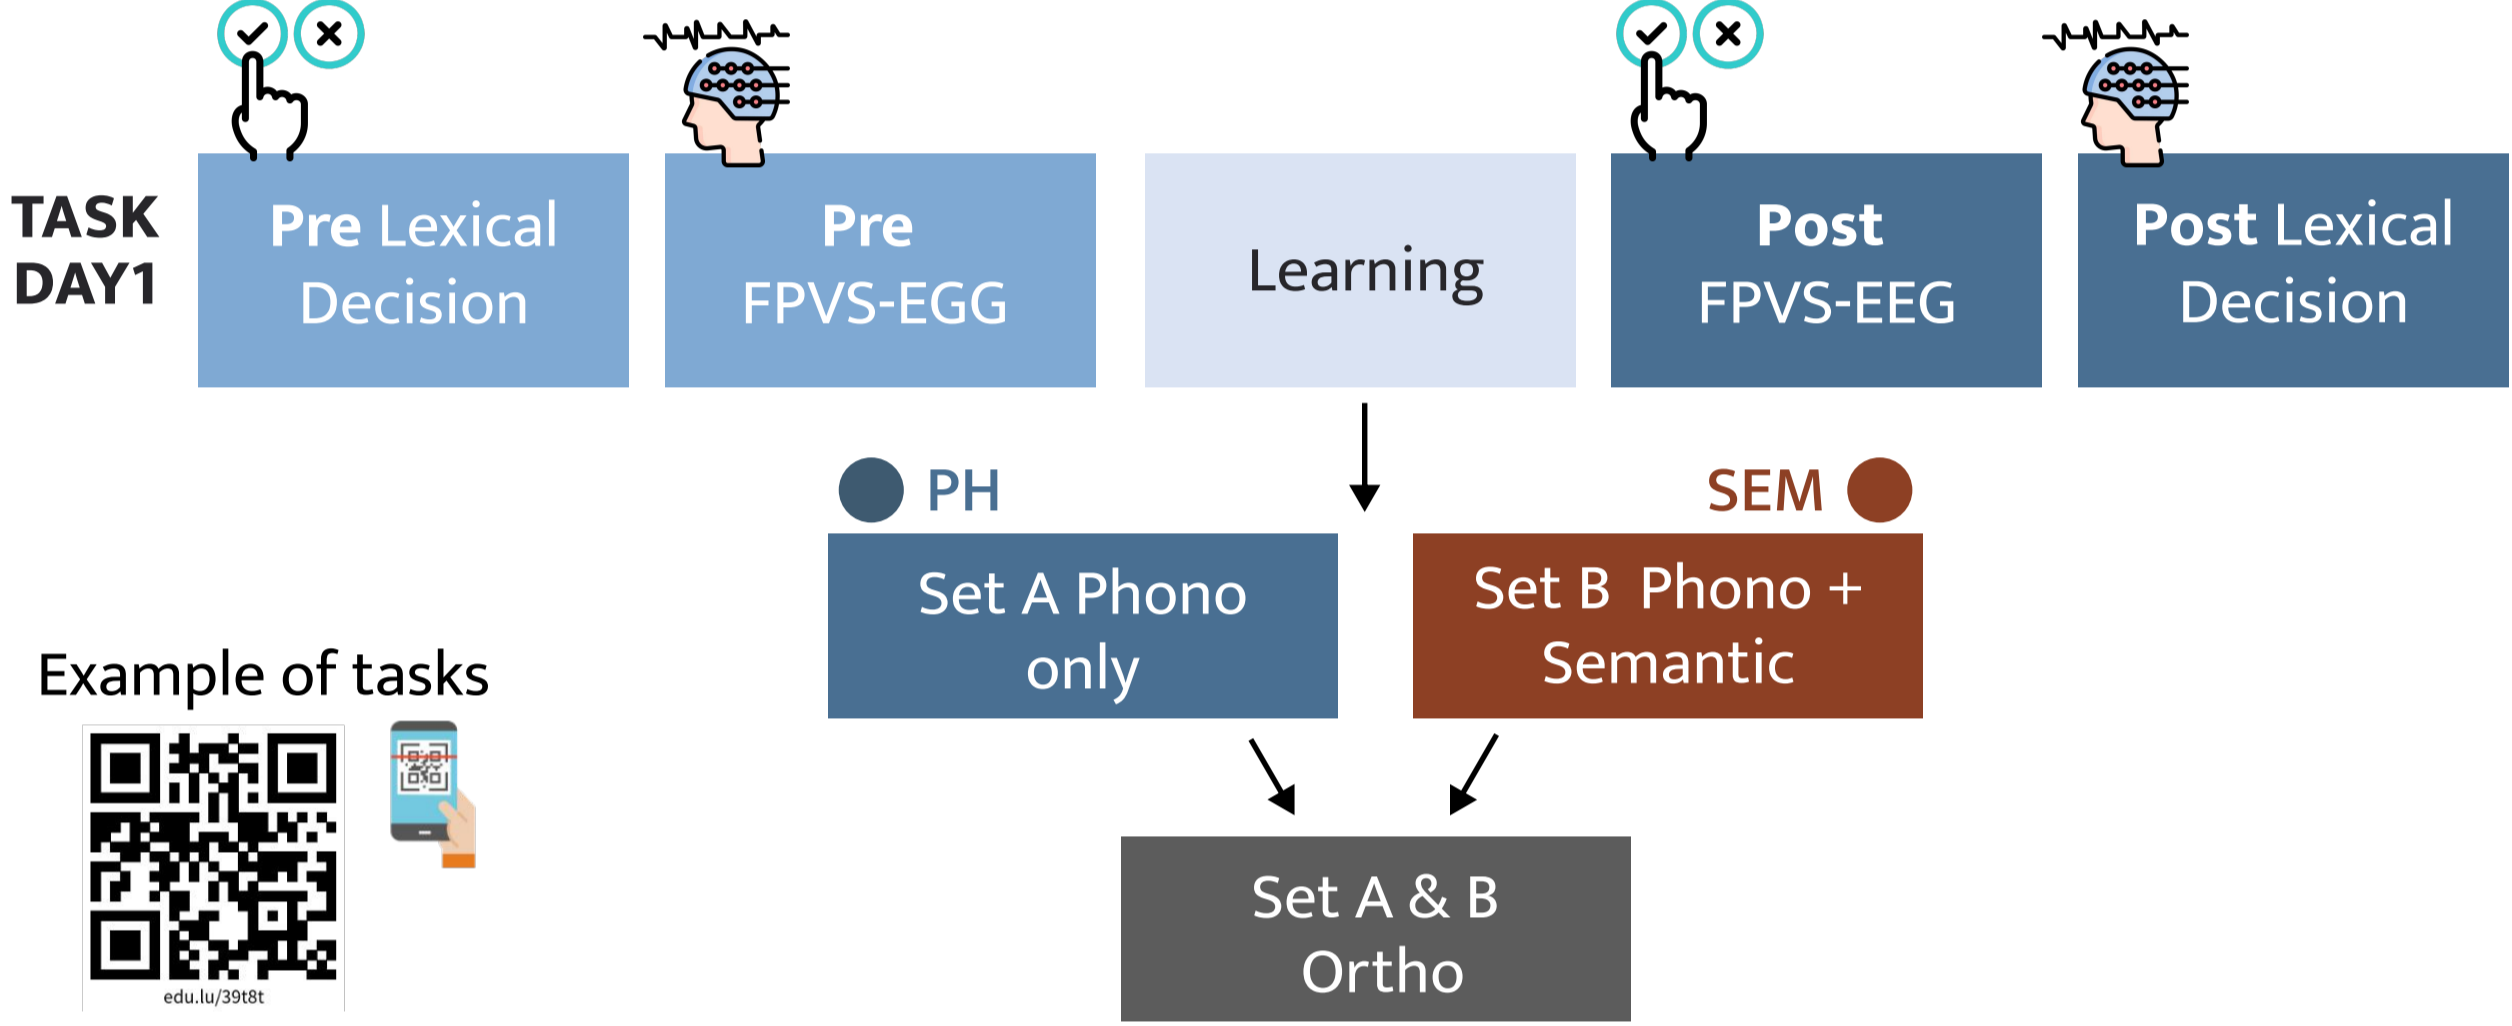 TASK
DAY1
Pre Lexical
Decision
Pre
FPVS-EGG
Learning
Post
FPVS-EEG
Post Lexical
Decision
PH
SEM
Set A Phono
only
Set B Phono +
Semantic
Set A & B
Ortho
Example of tasks
edu.lu/39t8t